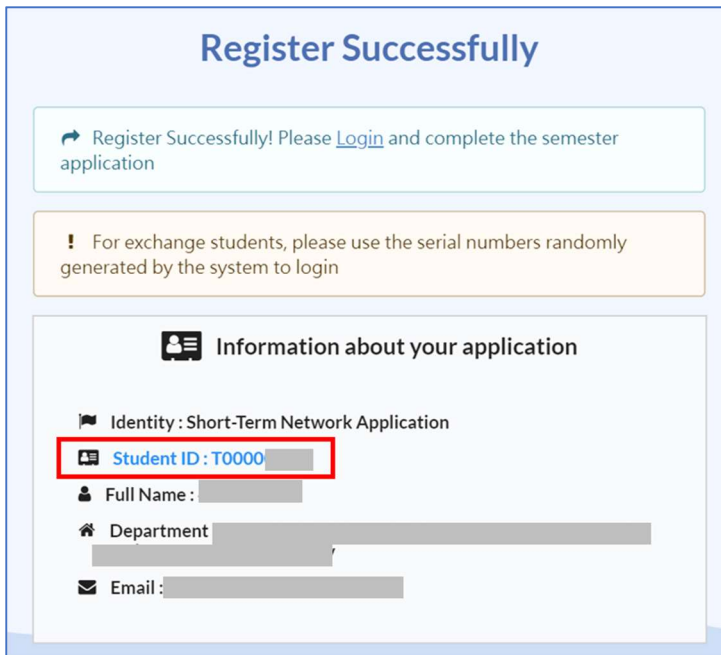 Register Successfully
Register Successfully! Please Login and complete the semester
application
! For exchange students, please use the serial numbers randomly
generated by the system to login
Information about your application
Identity : Short-Term Network Application
Student ID : T0000
Full Name :
Department
Email :